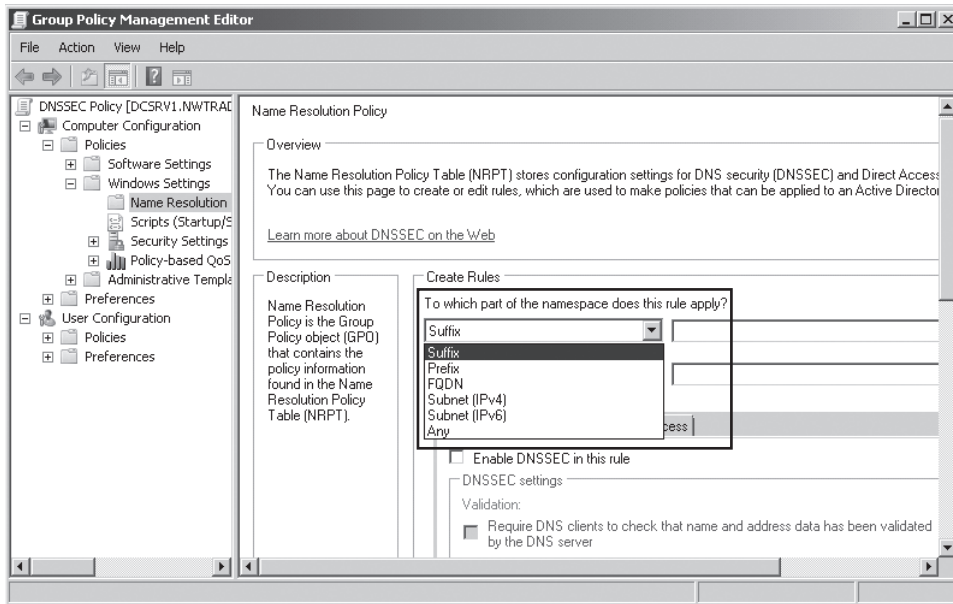 Group Policy Management Editor
File Action View Help
DNSSEC Policy [DCSRV1.NWTRAD
Computer Configuration
Policies
Software Settings
Windows Settings
Name Resolution
Scripts (Startup/S
Security Settings
Policy-based QoS
Administrative Templa
Preferences
User Configuration
Policies
Preferences
Name Resolution Policy
Overview
The Name Resolution Policy Table (NRPT) stores configuration settings for DNS security (DNSSEC) and Direct Access
You can use this page to create or edit rules, which are used to make policies that can be applied to an Active Director
Learn more about DNSSEC on the Web
Description
Name Resolution
Policy is the Group
Policy object (GPO)
that contains the
policy information
found in the Name
Resolution Policy
Table (NRPT).
Create Rules
To which part of the namespace does this rule apply?
Suffix
Suffix
Prefix
FQDN
Subnet (IPv4)
Subnet (IPv6)
Any
cess
Enable DNSSEC in this rule
DNSSEC settings
Validation:
Require DNS clients to check that name and address data has been validated
by the DNS server